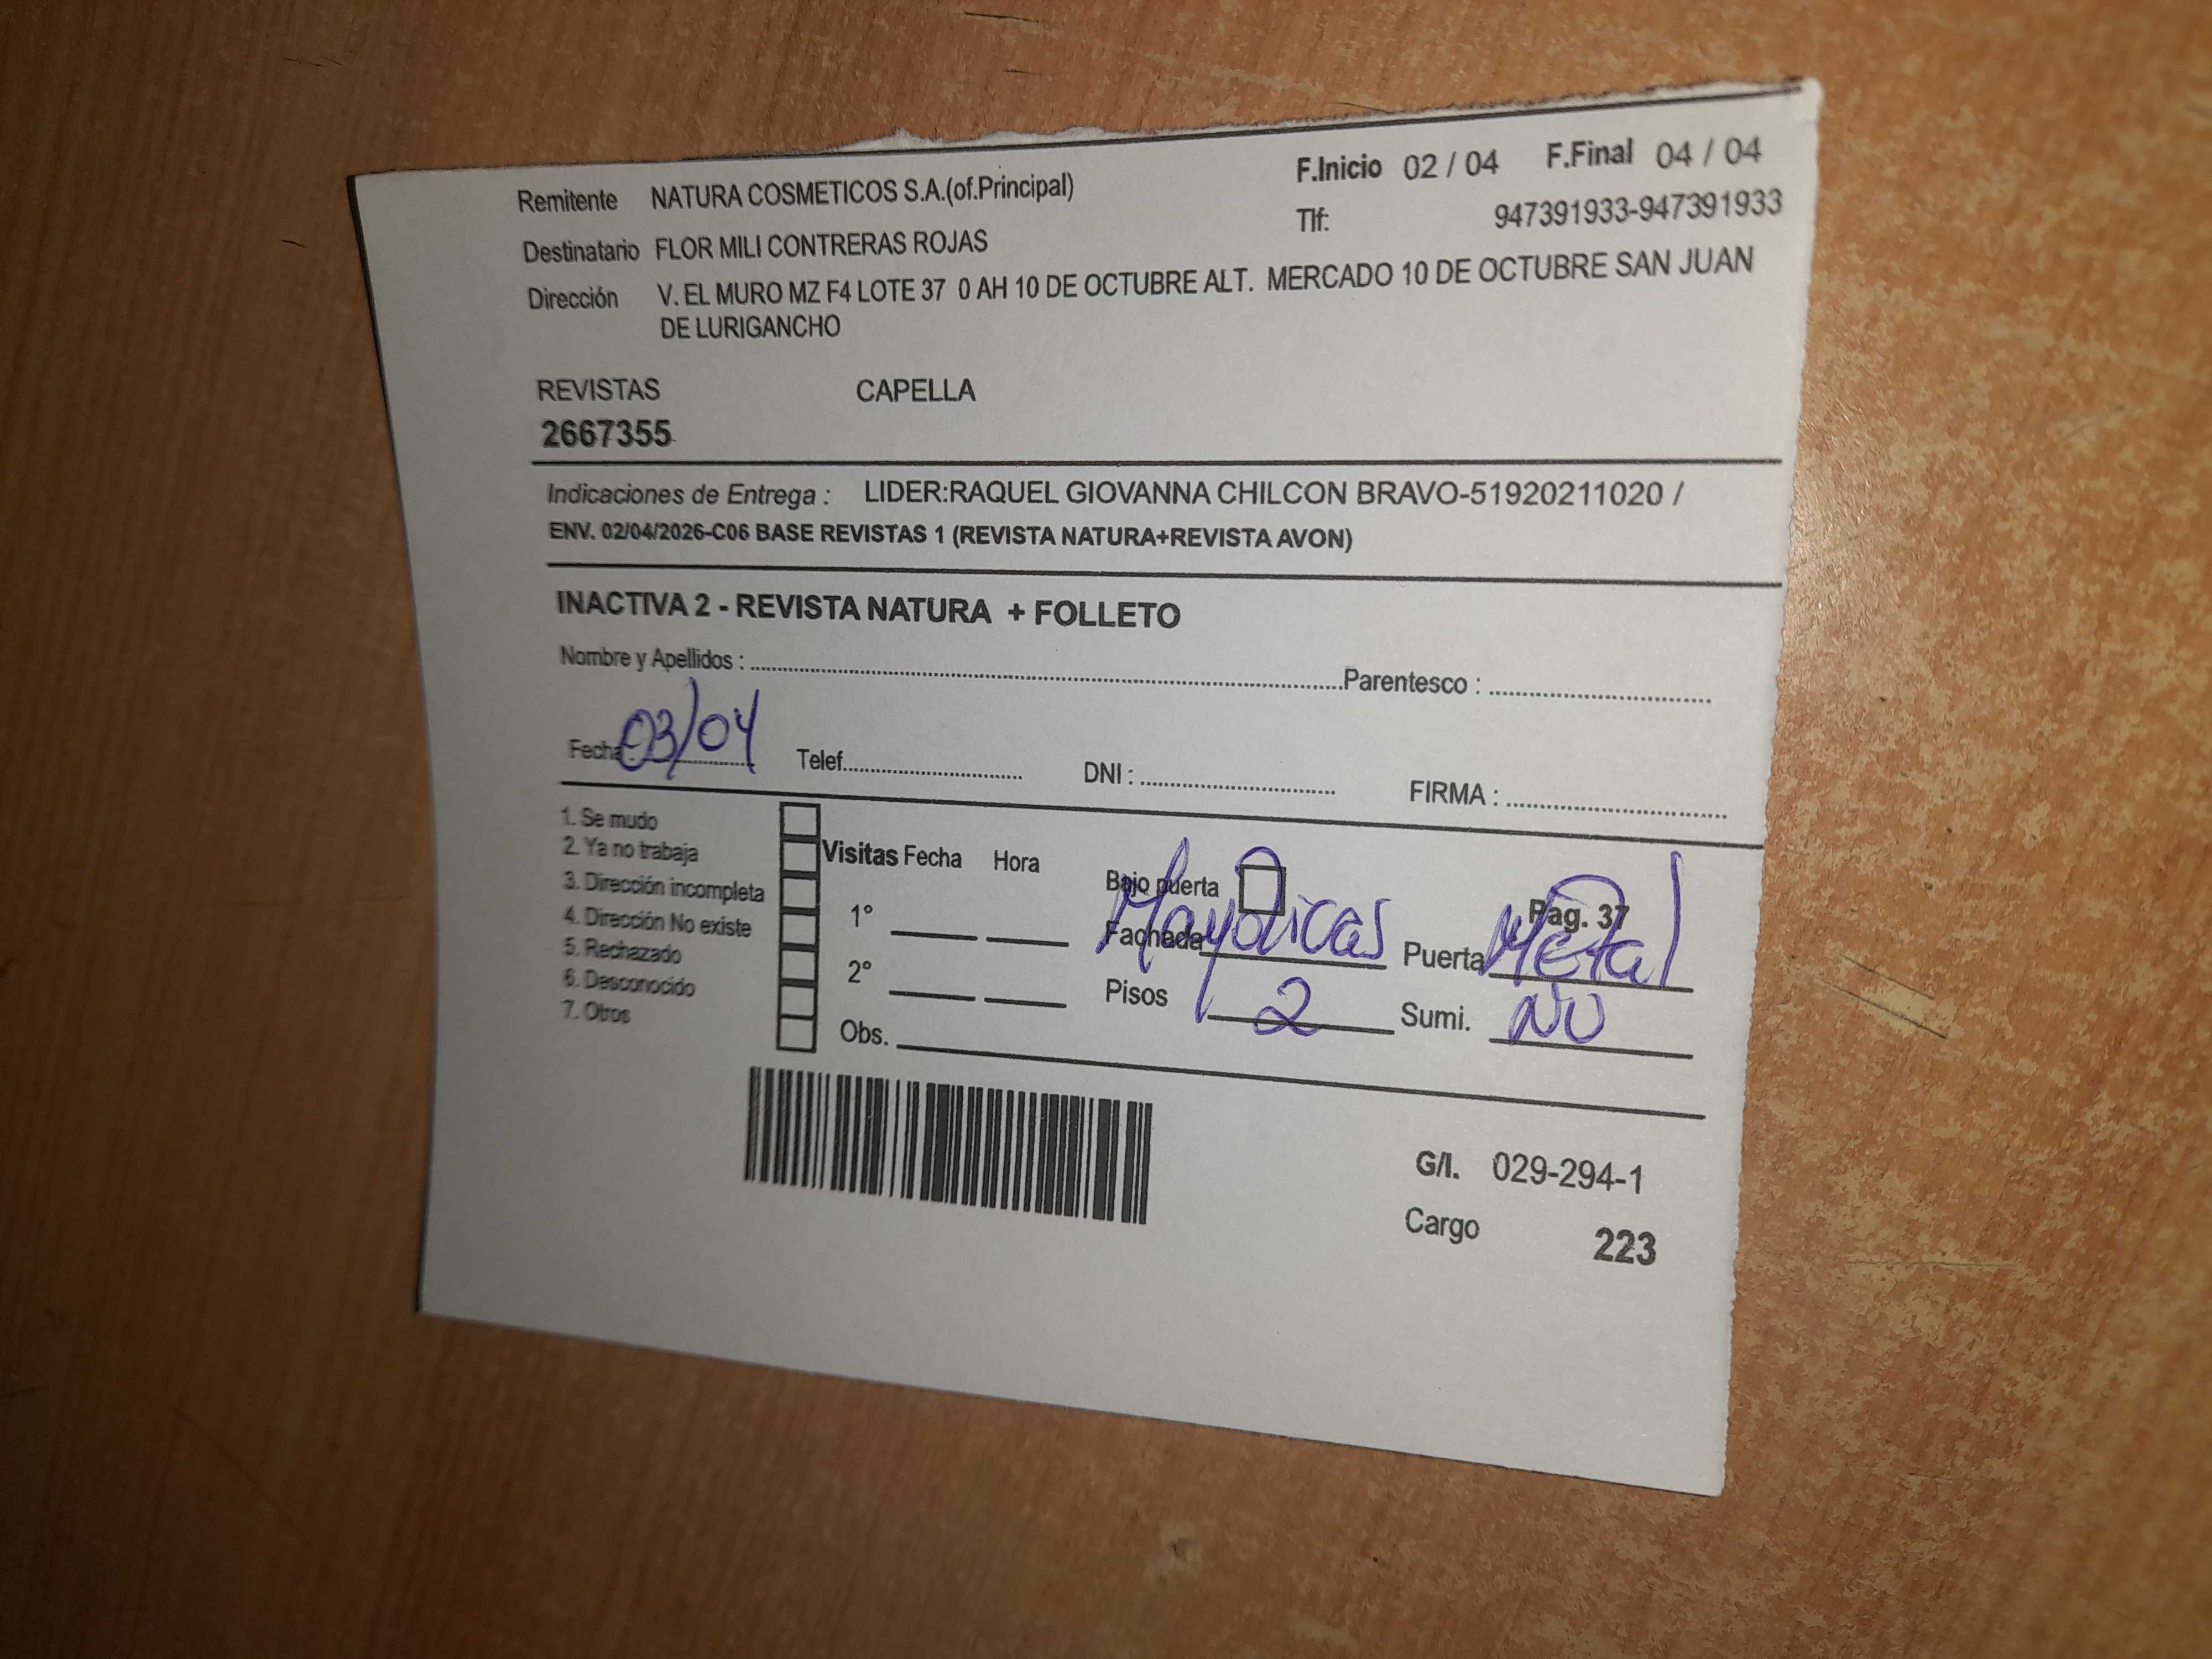 Remitente NATURA COSMETICOS S.A.(of.Principal) F.Inicio 02 / 04 F.Final 04 / 04
Tlf: 947391933-947391933
Destinatario FLOR MILI CONTRERAS ROJAS
Dirección V. EL MURO MZ F4 LOTE 37 0 AH 10 DE OCTUBRE ALT. MERCADO 10 DE OCTUBRE SAN JUAN
DE LURIGANCHO
REVISTAS CAPELLA
2667355
Indicaciones de Entrega : LIDER:RAQUEL GIOVANNA CHILCON BRAVO-51920211020 /
ENV. 02/04/2026-C06 BASE REVISTAS 1 (REVISTA NATURA+REVISTA AVON)
INACTIVA 2 - REVISTA NATURA + FOLLETO
Nombre y Apellidos : Parentesco :
Fecha 03/04 Telef. DNI : FIRMA :
1. Se mudo
2. Ya no trabaja
3. Dirección incompleta
4. Dirección No existe
5. Rechazado
6. Desconocido
7. Otros
Visitas Fecha Hora
1°
2°
Obs.
Bajo puerta Pag. 37
Fachada Mayolicas Puerta Metal
Pisos 2 Sumi. NO
G/I. 029-294-1
Cargo 223